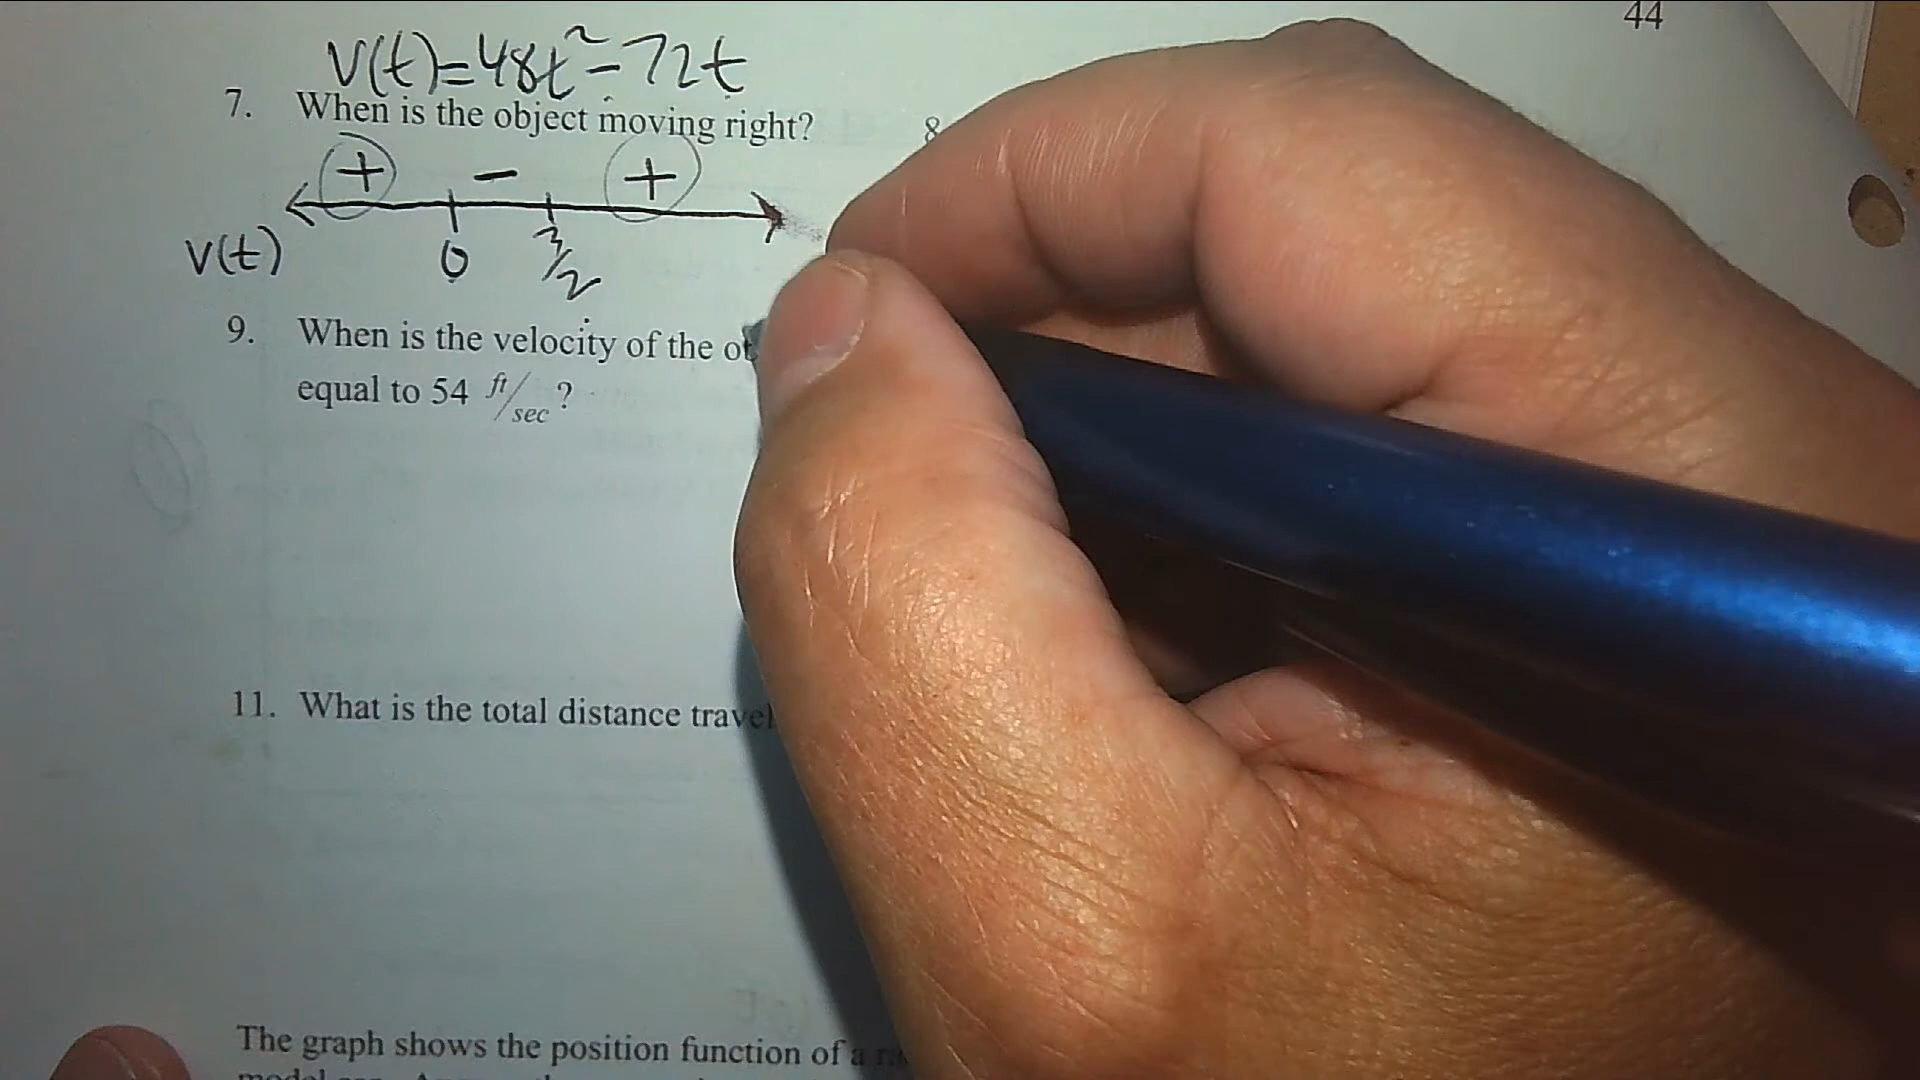 44
v(t)=48t²-72t
7. When is the object moving right?
8
+ - +
v(t) 0 3/2
9. When is the velocity of the
equal to 54 ft/sec ?
11. What is the total distance
The graph shows the position function of a